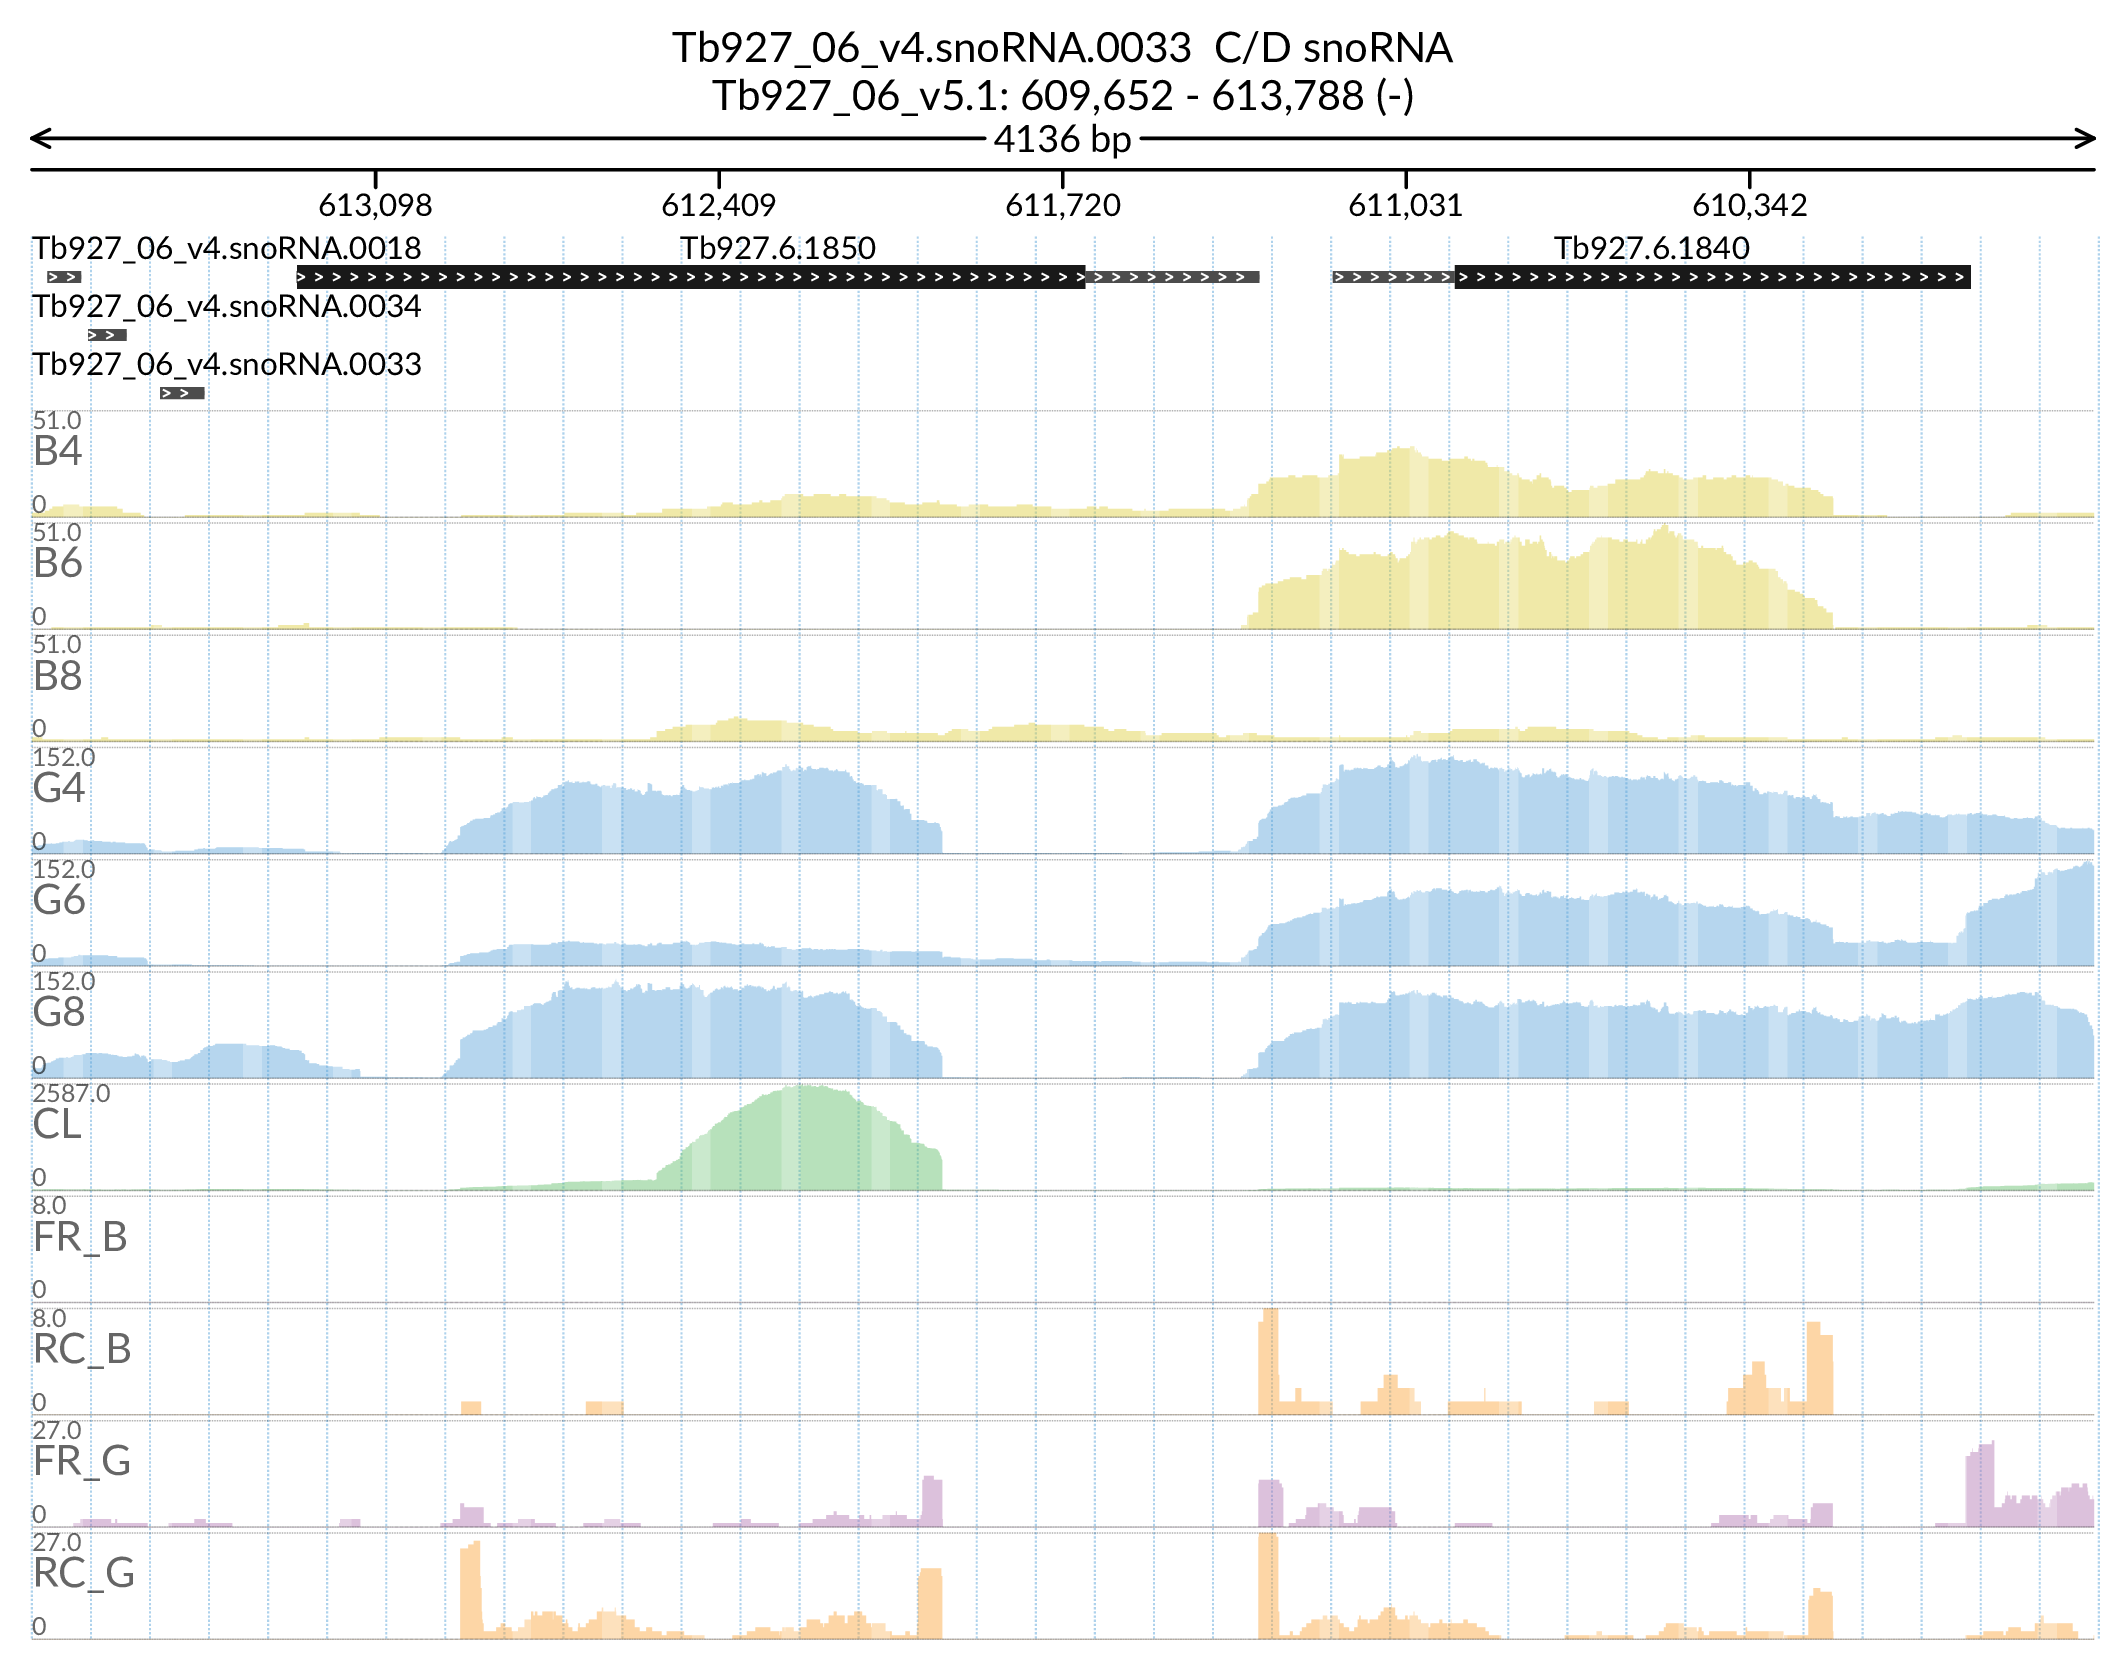 Tb927_06_v4.snoRNA.0033 C/D snoRNA
Tb927_06_v5.1: 609,652 - 613,788 (-)
4136 bp
613,098 612,409 611,720 611,031 610,342
Tb927_06_v4.snoRNA.0018 Tb927.6.1850 Tb927.6.1840
Tb927_06_v4.snoRNA.0034
Tb927_06_v4.snoRNA.0033
51.0
B4
0
51.0
B6
0
51.0
B8
0
152.0
G4
0
152.0
G6
0
152.0
G8
0
2587.0
CL
0
8.0
FR_B
0
8.0
RC_B
0
27.0
FR_G
0
27.0
RC_G
0